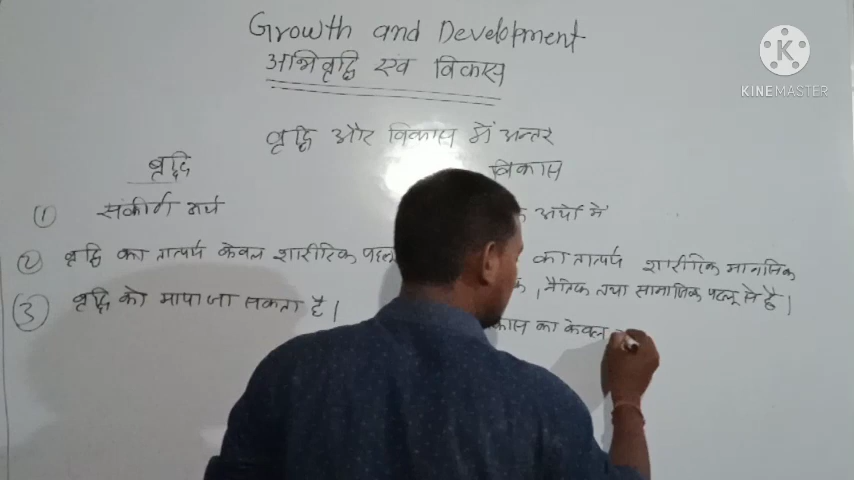 Growth and Development
अभिवृद्धि एंव विकास
वृद्धि और विकास में अन्तर
वृद्धि विकास
① संकीर्ण अर्थ अर्थो में
② वृद्धि का तात्पर्य केवल शारीरिक का तात्पर्य शारीरिक मानसिक
, नैतिक तथा सामाजिक पहलू से है।
③ वृद्धि को मापा जा सकता है। का केवल
K
KINEMASTER